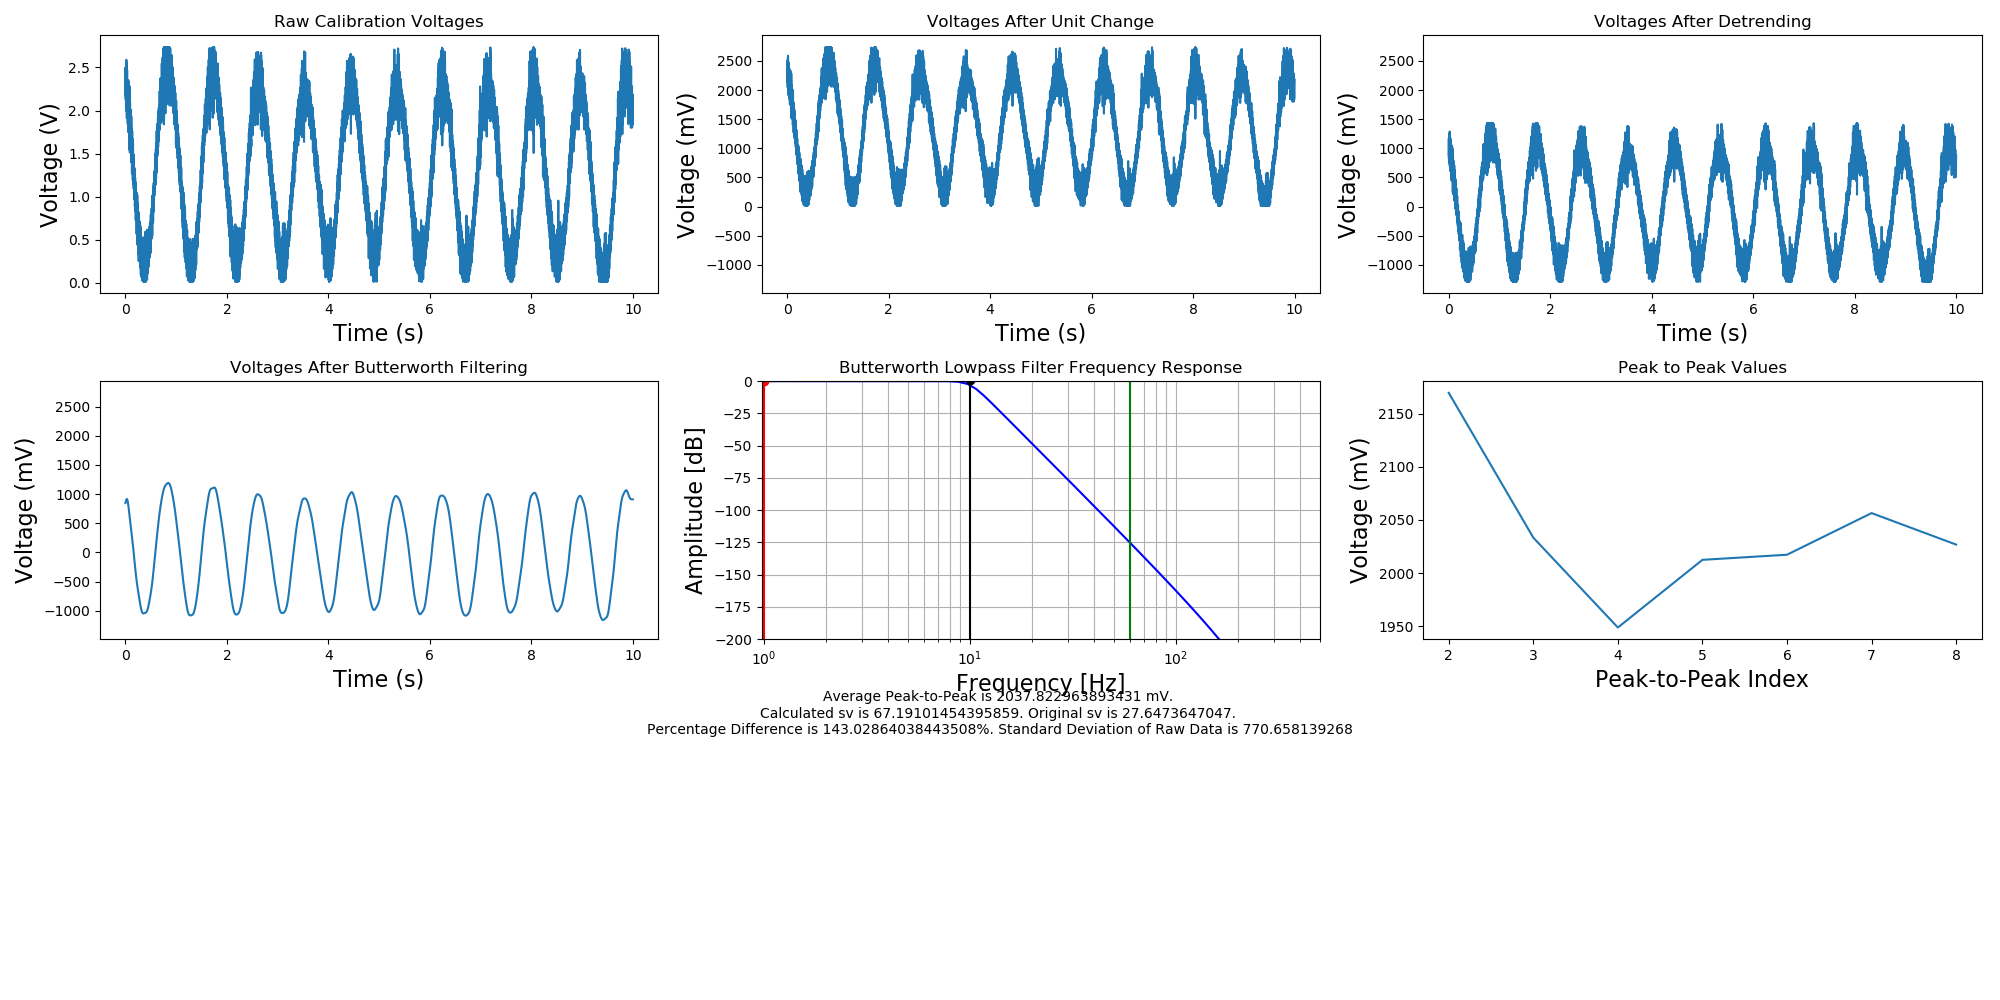 Raw Calibration Voltages
Voltage (V)
2.5
2.0
1.5
1.0
0.5
0.0
0 2 4 6 8 10
Time (s)
Voltages After Unit Change
Voltage (mV)
2500
2000
1500
1000
500
0
−500
−1000
0 2 4 6 8 10
Time (s)
Voltages After Detrending
Voltage (mV)
2500
2000
1500
1000
500
0
−500
−1000
0 2 4 6 8 10
Time (s)
Voltages After Butterworth Filtering
Voltage (mV)
2500
2000
1500
1000
500
0
−500
−1000
0 2 4 6 8 10
Time (s)
Butterworth Lowpass Filter Frequency Response
Amplitude [dB]
0
−25
−50
−75
−100
−125
−150
−175
−200
10⁰ 10¹ 10²
Frequency [Hz]
Peak to Peak Values
Voltage (mV)
2150
2100
2050
2000
1950
2 3 4 5 6 7 8
Peak-to-Peak Index
Average Peak-to-Peak is 2037.822963893431 mV.
Calculated sv is 67.19101454395859. Original sv is 27.6473647047.
Percentage Difference is 143.02864038443508%. Standard Deviation of Raw Data is 770.658139268